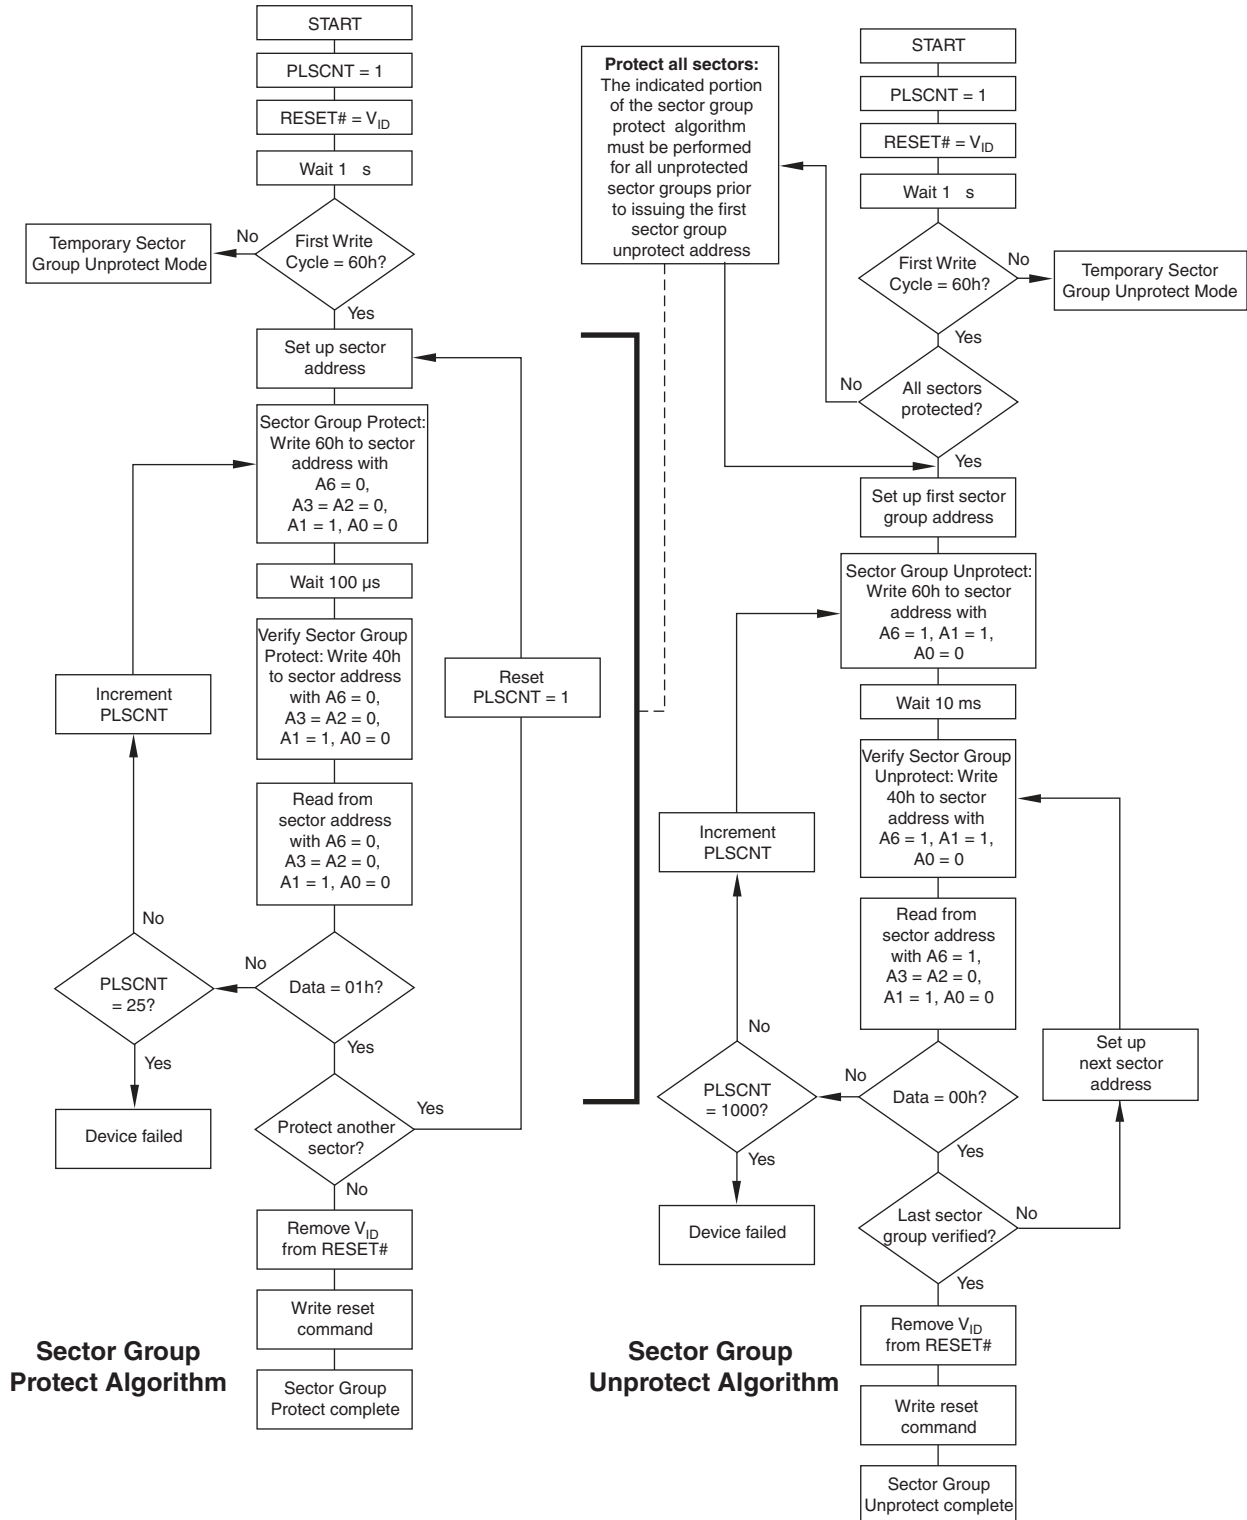 START
PLSCNT = 1
RESET# = VID
Wait 1 s
First Write
Cycle = 60h?
No
Temporary Sector
Group Unprotect Mode
Yes
Set up sector
address
Sector Group Protect:
Write 60h to sector
address with
A6 = 0,
A3 = A2 = 0,
A1 = 1, A0 = 0
Wait 100 µs
Verify Sector Group
Protect: Write 40h
to sector address
with A6 = 0,
A3 = A2 = 0,
A1 = 1, A0 = 0
Increment
PLSCNT
Reset
PLSCNT = 1
Read from
sector address
with A6 = 0,
A3 = A2 = 0,
A1 = 1, A0 = 0
No
No
PLSCNT
= 25?
Data = 01h?
Yes
Yes
Device failed
Protect another
sector?
Yes
No
Remove VID
from RESET#
Write reset
command
Sector Group
Protect complete
Sector Group
Protect Algorithm
Protect all sectors:
The indicated portion
of the sector group
protect algorithm
must be performed
for all unprotected
sector groups prior
to issuing the first
sector group
unprotect address
START
PLSCNT = 1
RESET# = VID
Wait 1 s
First Write
Cycle = 60h?
No
Temporary Sector
Group Unprotect Mode
Yes
No
All sectors
protected?
Yes
Set up first sector
group address
Sector Group Unprotect:
Write 60h to sector
address with
A6 = 1, A1 = 1,
A0 = 0
Wait 10 ms
Verify Sector Group
Unprotect: Write
40h to sector
address with
A6 = 1, A1 = 1,
A0 = 0
Increment
PLSCNT
Read from
sector address
with A6 = 1,
A3 = A2 = 0,
A1 = 1, A0 = 0
No
Set up
next sector
address
No
PLSCNT
= 1000?
Data = 00h?
Yes
Yes
Device failed
Last sector
group verified?
No
Yes
Remove VID
from RESET#
Write reset
command
Sector Group
Unprotect complete
Sector Group
Unprotect Algorithm